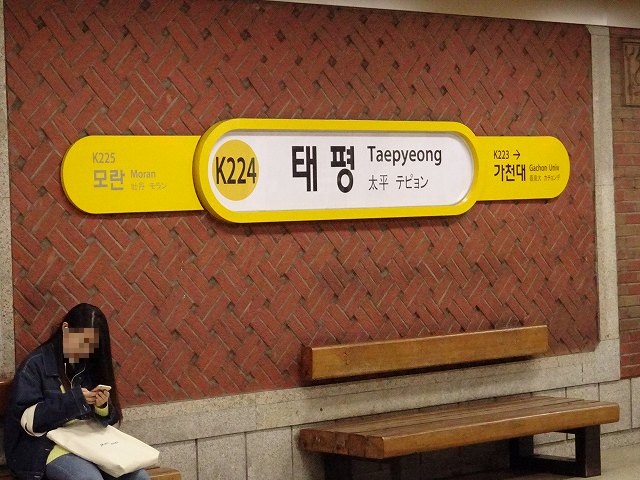 K225
모란 Moran
K224
태평 Taepyeong
太平 テピョン
K223 →
가천대 Gachon Univ.